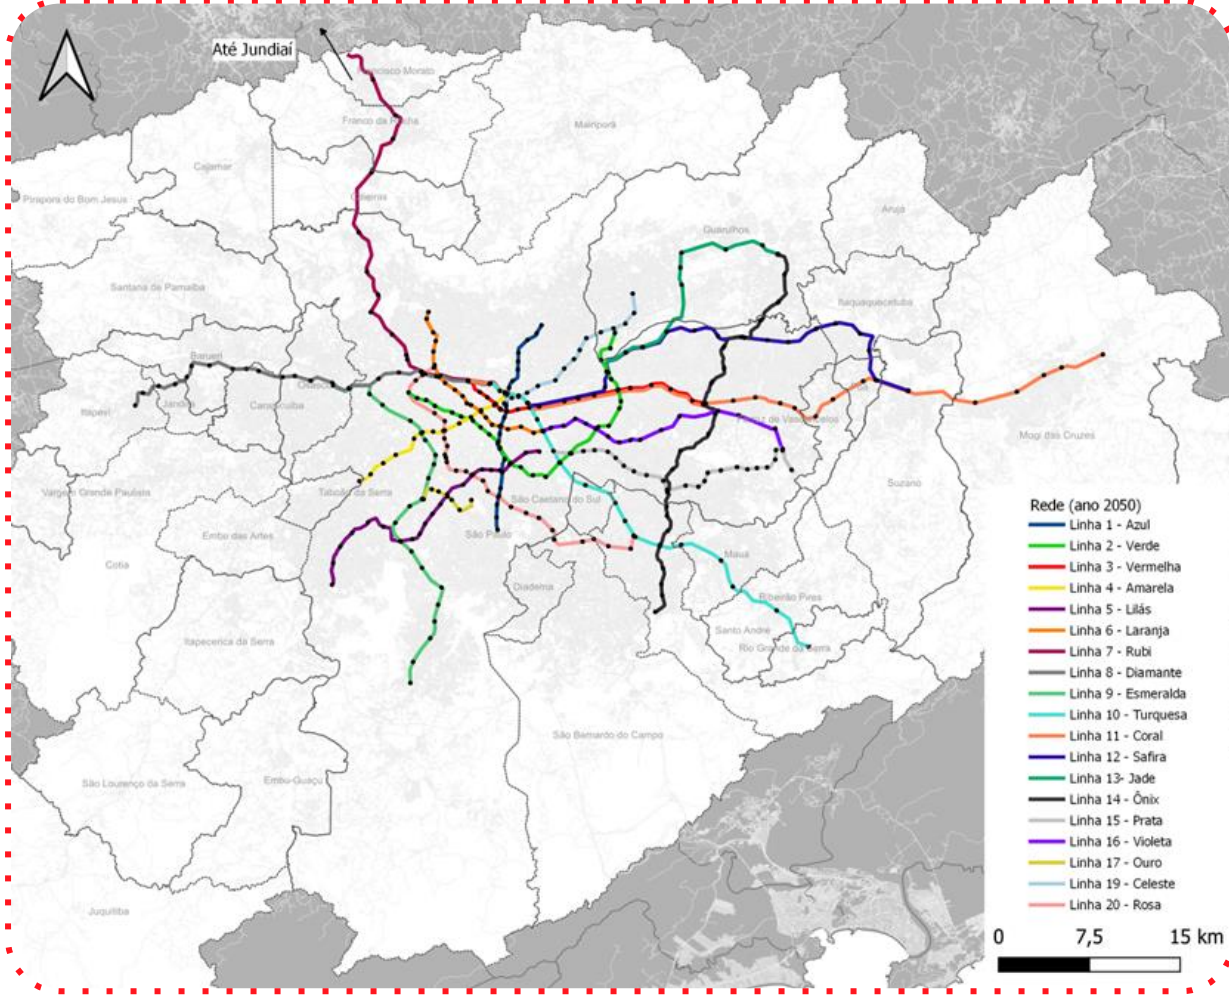 Até Jundiaí
Francisco Morato
Franco da Rocha
Mairiporã
Cajamar
Pirapora do Bom Jesus
Caieiras
Arujá
Guarulhos
Santana de Parnaíba
Itaquaquecetuba
Barueri
Osasco
Itapevi
Jandira
Carapicuíba
Ferraz de Vasconcelos
Mogi das Cruzes
Vargem Grande Paulista
Taboão da Serra
São Caetano do Sul
Suzano
Embu das Artes
São Paulo
Cotia
Mauá
Diadema
Ribeirão Pires
Itapecerica da Serra
Santo André
Rio Grande da Serra
São Bernardo do Campo
São Lourenço da Serra
Embu-Guaçu
Juquitiba
Rede (ano 2050)
Linha 1 - Azul
Linha 2 - Verde
Linha 3 - Vermelha
Linha 4 - Amarela
Linha 5 - Lilás
Linha 6 - Laranja
Linha 7 - Rubi
Linha 8 - Diamante
Linha 9 - Esmeralda
Linha 10 - Turquesa
Linha 11 - Coral
Linha 12 - Safira
Linha 13- Jade
Linha 14 - Ônix
Linha 15 - Prata
Linha 16 - Violeta
Linha 17 - Ouro
Linha 19 - Celeste
Linha 20 - Rosa
0 7,5 15 km